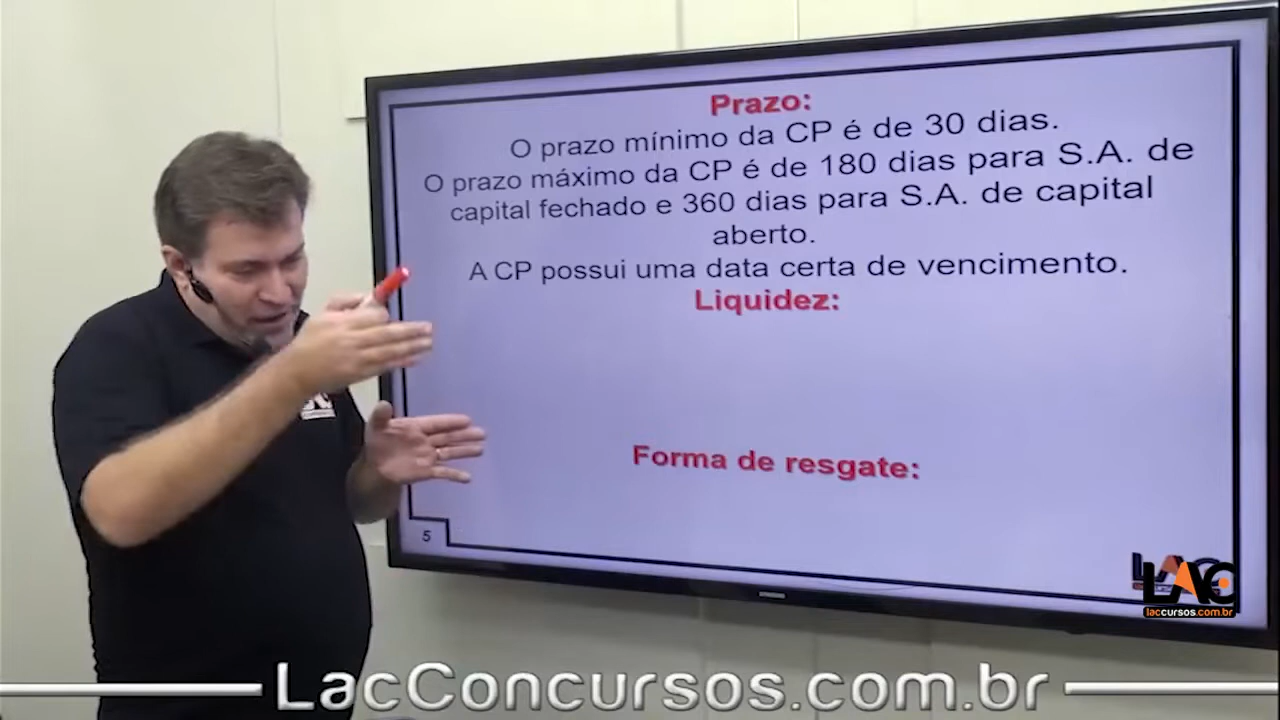 Prazo:
O prazo mínimo da CP é de 30 dias.
O prazo máximo da CP é de 180 dias para S.A. de
capital fechado e 360 dias para S.A. de capital
aberto.
A CP possui uma data certa de vencimento.
Liquidez:
Forma de resgate:
5
LAC
laccursos.com.br
LacConcursos.com.br